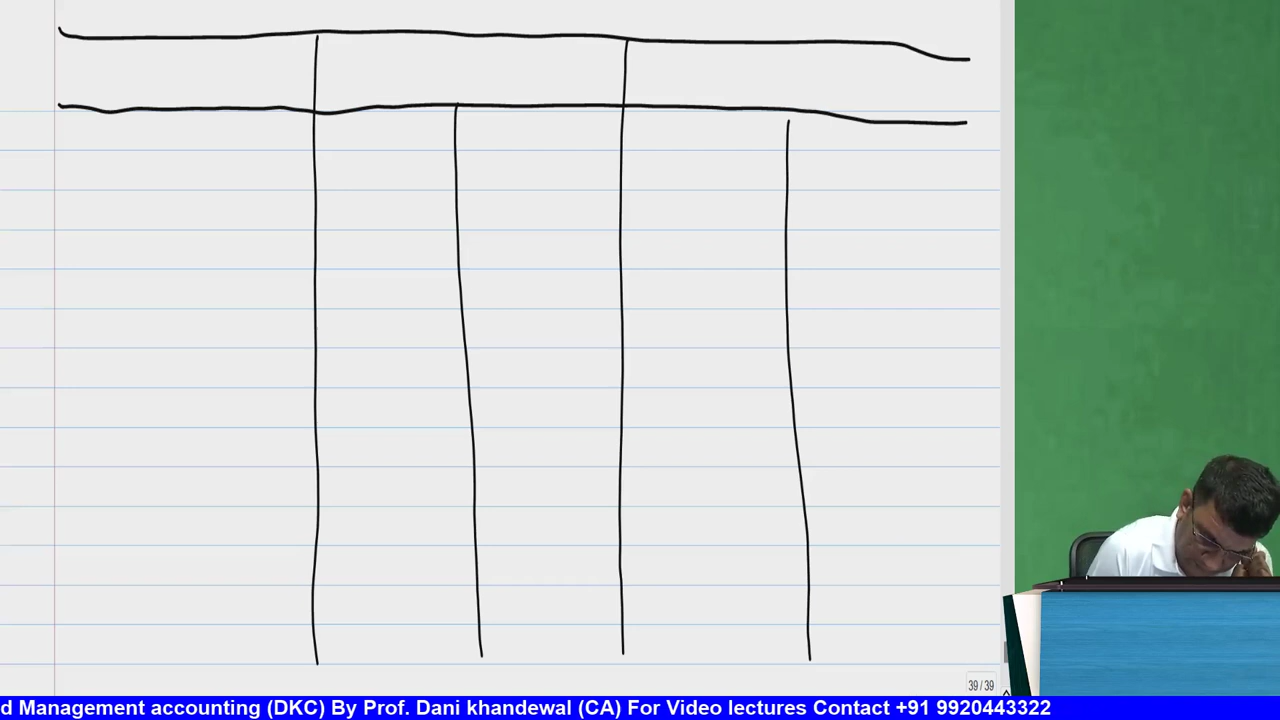 39 / 39
d Management accounting (DKC) By Prof. Dani khandewal (CA) For Video lectures Contact +91 9920443322